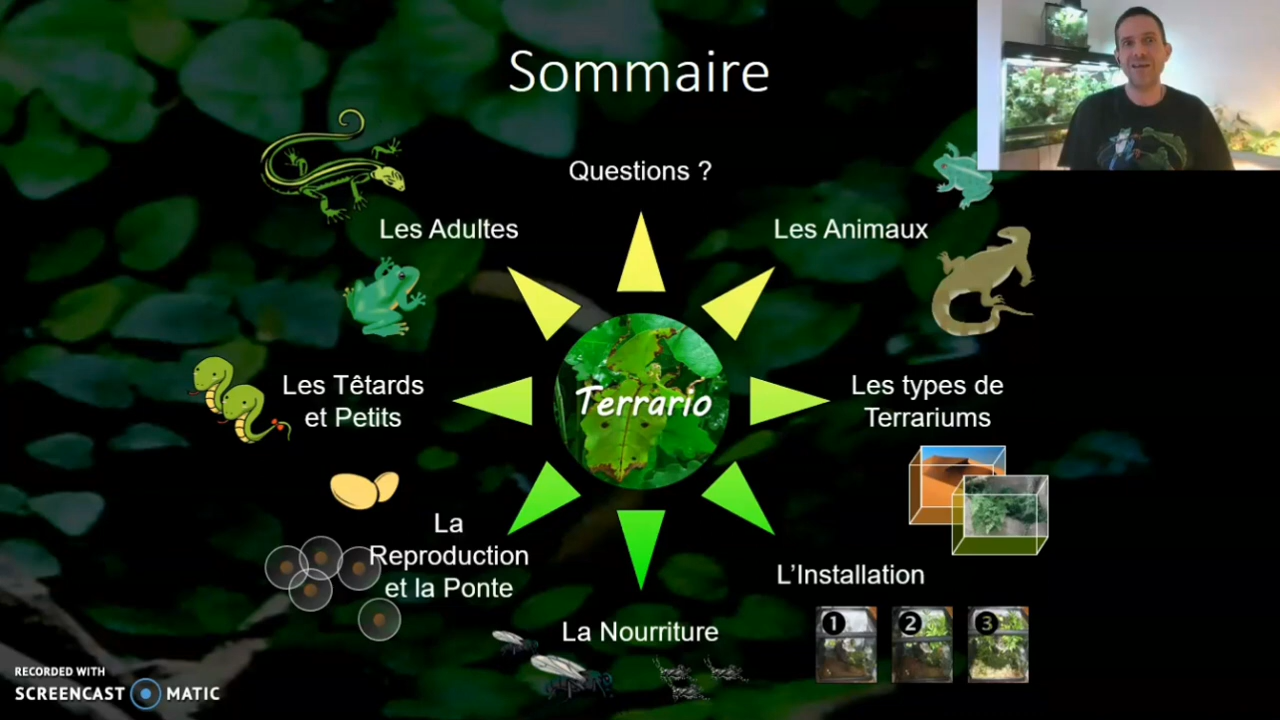 Sommaire
Questions ?
Les Adultes
Les Animaux
Les Têtards
et Petits
Terrario
Les types de
Terrariums
La
Reproduction
et la Ponte
L'Installation
La Nourriture
1
2
3
RECORDED WITH
SCREENCAST MATIC